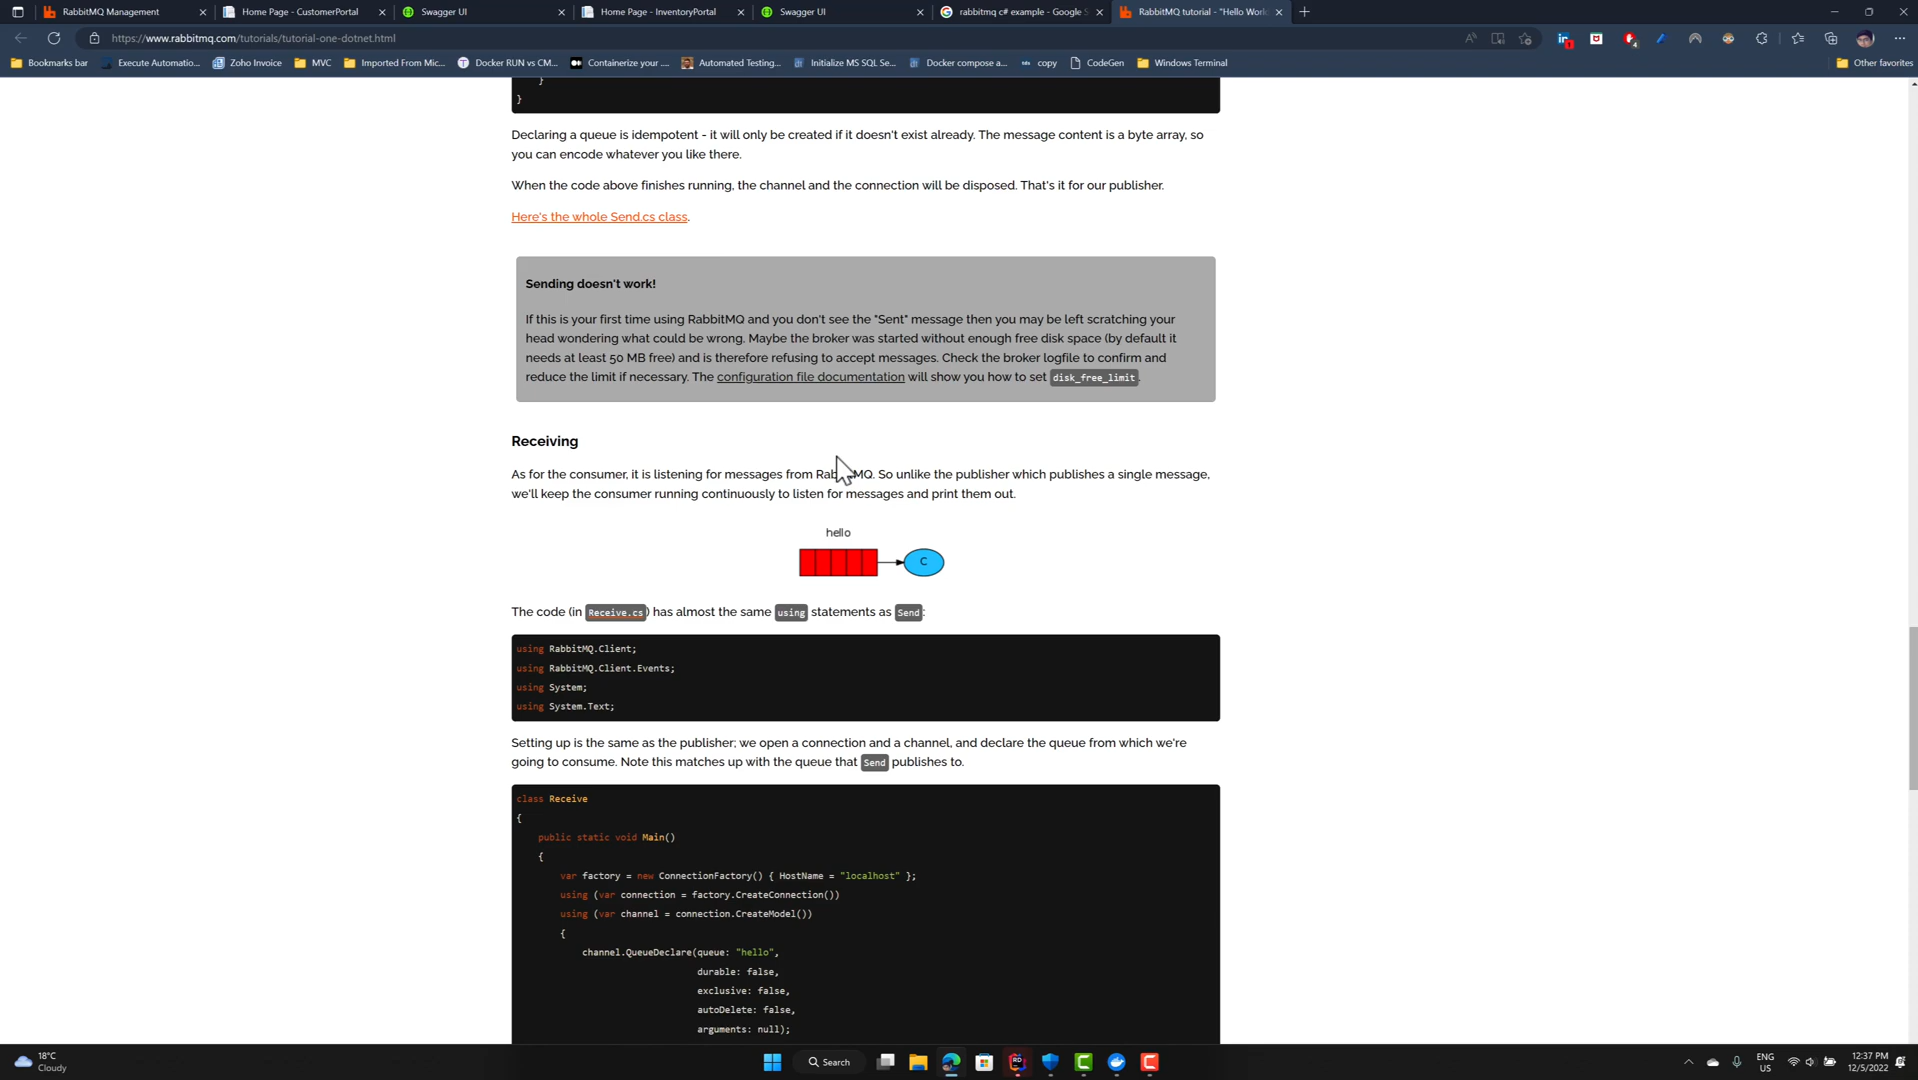 RabbitMQ Management
Home Page - CustomerPortal
Swagger UI
Home Page - InventoryPortal
Swagger UI
rabbitmq c# example - Google S
RabbitMQ tutorial - "Hello World
https://www.rabbitmq.com/tutorials/tutorial-one-dotnet.html
Bookmarks bar
Execute Automatio...
Zoho Invoice
MVC
Imported From Mic...
Docker RUN vs CM...
Containerize your ....
Automated Testing...
Initialize MS SQL Se...
Docker compose a...
copy
CodeGen
Windows Terminal
Other favorites
}
}
Declaring a queue is idempotent - it will only be created if it doesn't exist already. The message content is a byte array, so
you can encode whatever you like there.
When the code above finishes running, the channel and the connection will be disposed. That's it for our publisher.
Here's the whole Send.cs class.
Sending doesn't work!
If this is your first time using RabbitMQ and you don't see the "Sent" message then you may be left scratching your
head wondering what could be wrong. Maybe the broker was started without enough free disk space (by default it
needs at least 50 MB free) and is therefore refusing to accept messages. Check the broker logfile to confirm and
reduce the limit if necessary. The configuration file documentation will show you how to set disk_free_limit.
Receiving
As for the consumer, it is listening for messages from RabbitMQ. So unlike the publisher which publishes a single message,
we'll keep the consumer running continuously to listen for messages and print them out.
hello
C
The code (in Receive.cs) has almost the same using statements as Send:
using RabbitMQ.Client;
using RabbitMQ.Client.Events;
using System;
using System.Text;
Setting up is the same as the publisher; we open a connection and a channel, and declare the queue from which we're
going to consume. Note this matches up with the queue that Send publishes to.
class Receive
{
public static void Main()
{
var factory = new ConnectionFactory() { HostName = "localhost" };
using (var connection = factory.CreateConnection())
using (var channel = connection.CreateModel())
{
channel.QueueDeclare(queue: "hello",
durable: false,
exclusive: false,
autoDelete: false,
arguments: null);
18°C
Cloudy
Search
ENG
US
12:37 PM
12/5/2022